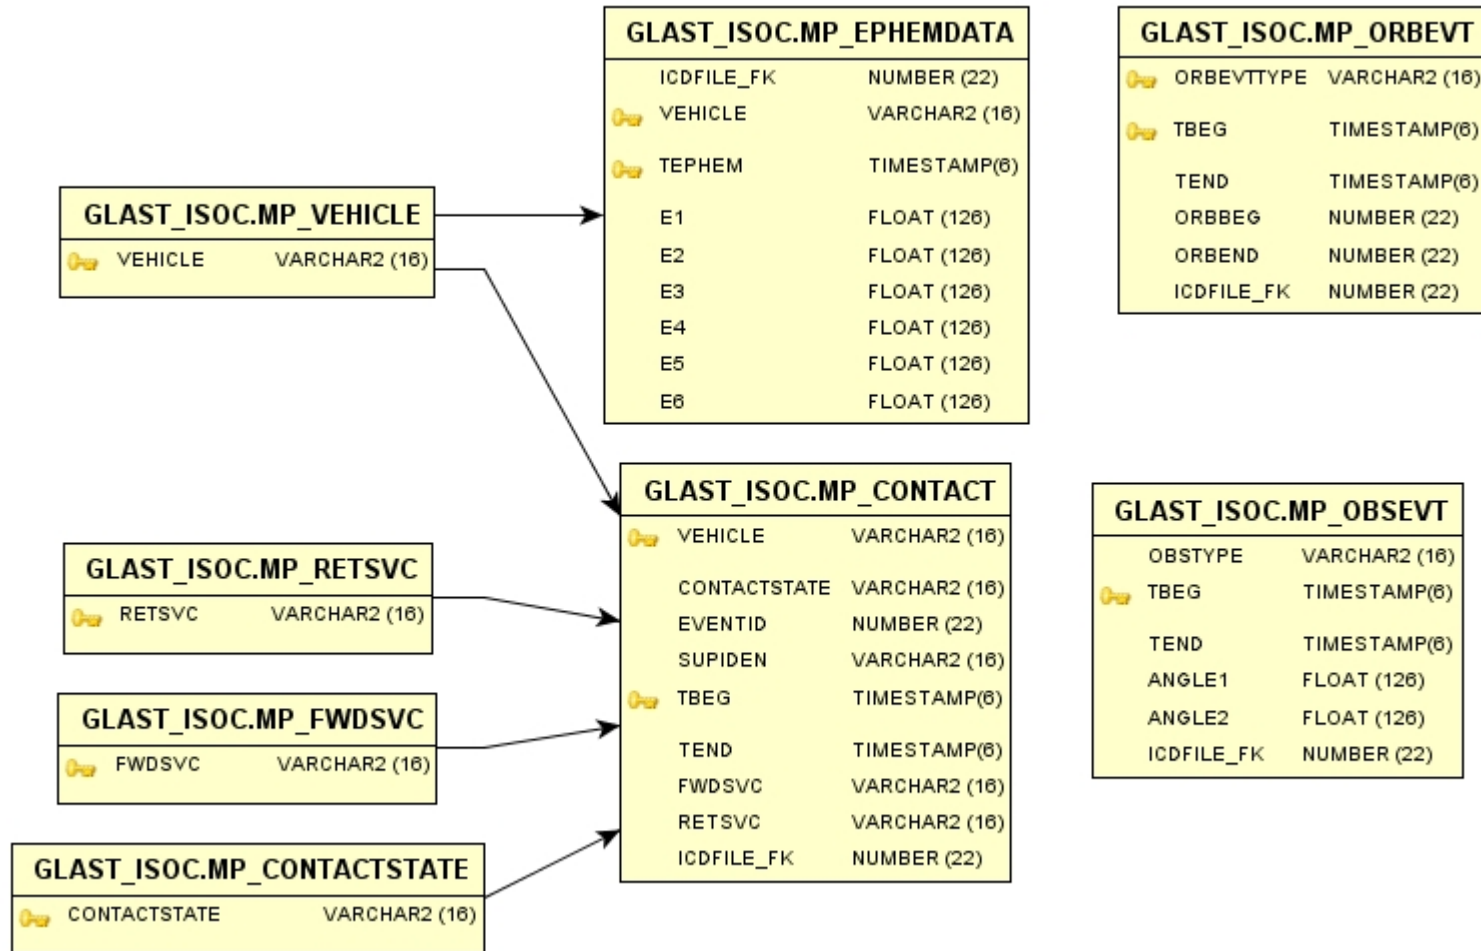 GLAST_ISOC.MP_EPHEMDATA
ICDFILE_FK NUMBER (22)
VEHICLE VARCHAR2 (16)
TEPHEM TIMESTAMP(6)
E1 FLOAT (126)
E2 FLOAT (126)
E3 FLOAT (126)
E4 FLOAT (126)
E5 FLOAT (126)
E6 FLOAT (126)
GLAST_ISOC.MP_ORBEVT
ORBEVTTYPE VARCHAR2 (16)
TBEG TIMESTAMP(6)
TEND TIMESTAMP(6)
ORBBEG NUMBER (22)
ORBEND NUMBER (22)
ICDFILE_FK NUMBER (22)
GLAST_ISOC.MP_VEHICLE
VEHICLE VARCHAR2 (16)
GLAST_ISOC.MP_CONTACT
VEHICLE VARCHAR2 (16)
CONTACTSTATE VARCHAR2 (16)
EVENTID NUMBER (22)
SUPIDEN VARCHAR2 (16)
TBEG TIMESTAMP(6)
TEND TIMESTAMP(6)
FWDSVC VARCHAR2 (16)
RETSVC VARCHAR2 (16)
ICDFILE_FK NUMBER (22)
GLAST_ISOC.MP_OBSEVT
OBSTYPE VARCHAR2 (16)
TBEG TIMESTAMP(6)
TEND TIMESTAMP(6)
ANGLE1 FLOAT (126)
ANGLE2 FLOAT (126)
ICDFILE_FK NUMBER (22)
GLAST_ISOC.MP_RETSVC
RETSVC VARCHAR2 (16)
GLAST_ISOC.MP_FWDSVC
FWDSVC VARCHAR2 (16)
GLAST_ISOC.MP_CONTACTSTATE
CONTACTSTATE VARCHAR2 (16)